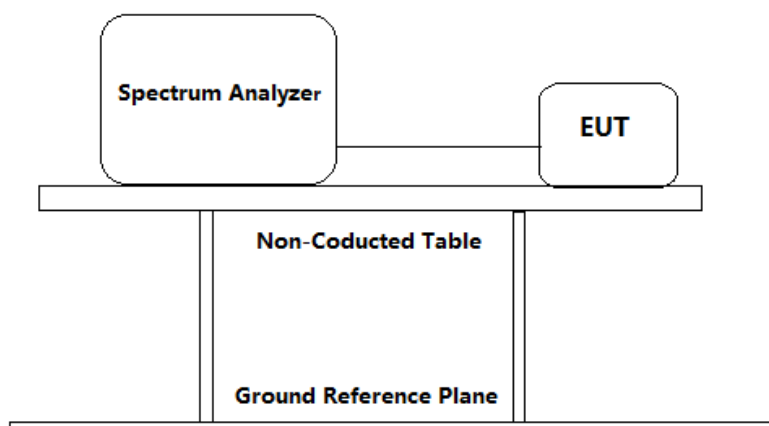 Spectrum Analyzer
EUT
Non-Coducted Table
Ground Reference Plane